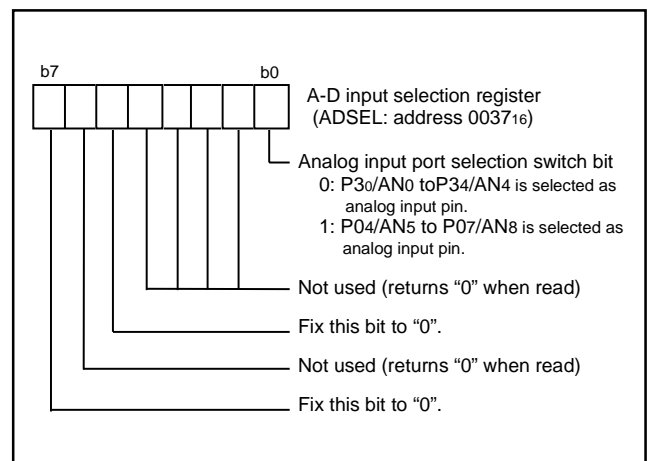 b7 b0
A-D input selection register
(ADSEL: address 003716)
Analog input port selection switch bit
0: P30/AN0 toP34/AN4 is selected as
analog input pin.
1: P04/AN5 to P07/AN8 is selected as
analog input pin.
Not used (returns “0” when read)
Fix this bit to “0”.
Not used (returns “0” when read)
Fix this bit to “0”.